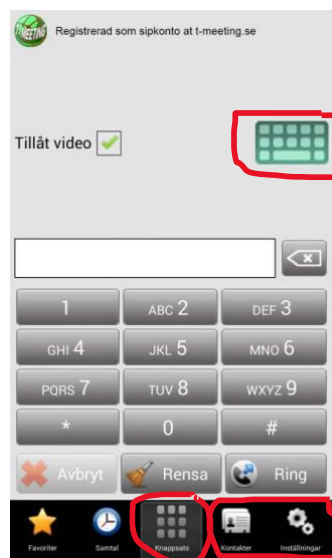 T-MEETING
Registrerad som sipkonto at t-meeting.se
Tillåt video
1
ABC 2
DEF 3
GHI 4
JKL 5
MNO 6
PQRS 7
TUV 8
WXYZ 9
*
0
#
Avbryt
Rensa
Ring
Favoriter
Samtal
Knappsats
Kontakter
Inställningar